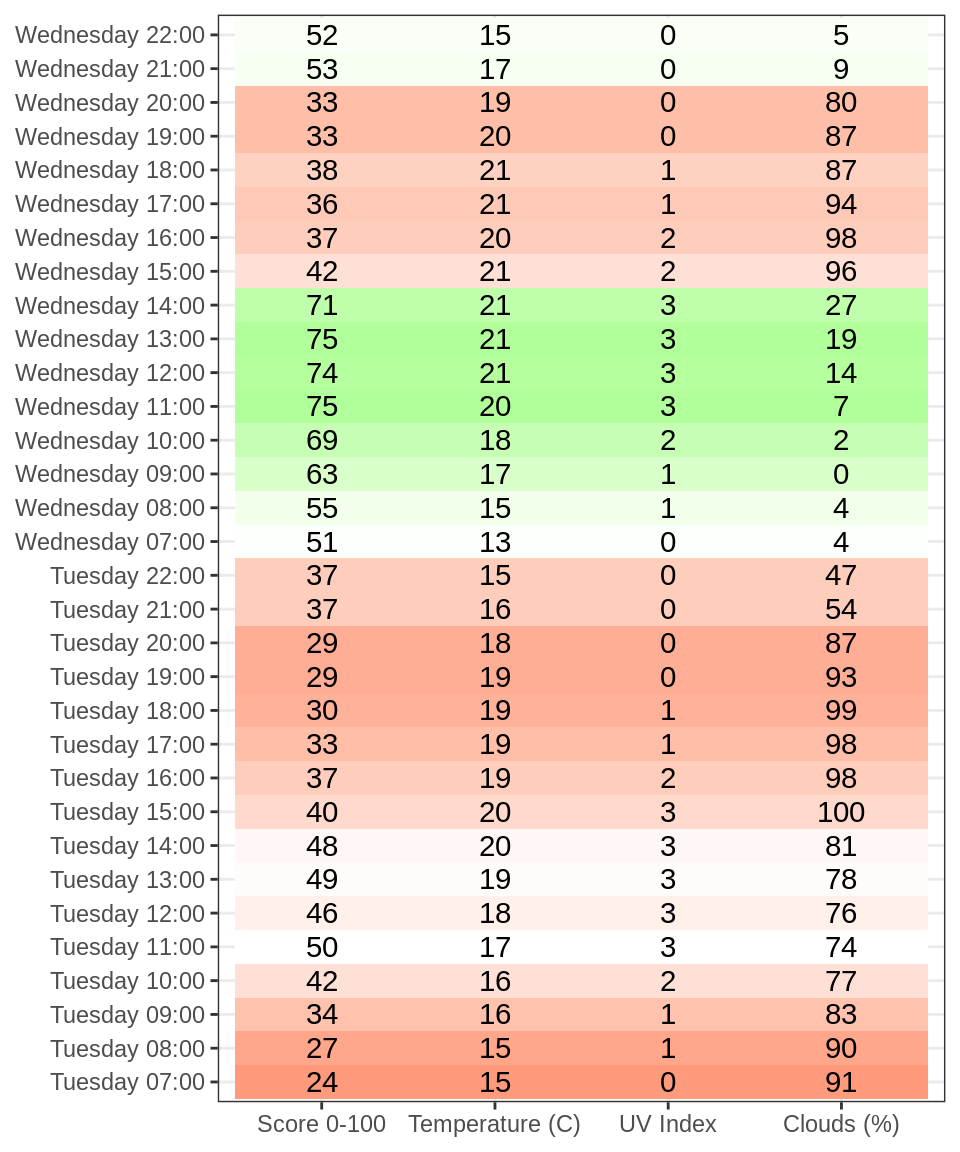 Wednesday 22:00 52 15 0 5
Wednesday 21:00 53 17 0 9
Wednesday 20:00 33 19 0 80
Wednesday 19:00 33 20 0 87
Wednesday 18:00 38 21 1 87
Wednesday 17:00 36 21 1 94
Wednesday 16:00 37 20 2 98
Wednesday 15:00 42 21 2 96
Wednesday 14:00 71 21 3 27
Wednesday 13:00 75 21 3 19
Wednesday 12:00 74 21 3 14
Wednesday 11:00 75 20 3 7
Wednesday 10:00 69 18 2 2
Wednesday 09:00 63 17 1 0
Wednesday 08:00 55 15 1 4
Wednesday 07:00 51 13 0 4
Tuesday 22:00 37 15 0 47
Tuesday 21:00 37 16 0 54
Tuesday 20:00 29 18 0 87
Tuesday 19:00 29 19 0 93
Tuesday 18:00 30 19 1 99
Tuesday 17:00 33 19 1 98
Tuesday 16:00 37 19 2 98
Tuesday 15:00 40 20 3 100
Tuesday 14:00 48 20 3 81
Tuesday 13:00 49 19 3 78
Tuesday 12:00 46 18 3 76
Tuesday 11:00 50 17 3 74
Tuesday 10:00 42 16 2 77
Tuesday 09:00 34 16 1 83
Tuesday 08:00 27 15 1 90
Tuesday 07:00 24 15 0 91
Score 0-100 Temperature (C) UV Index Clouds (%)